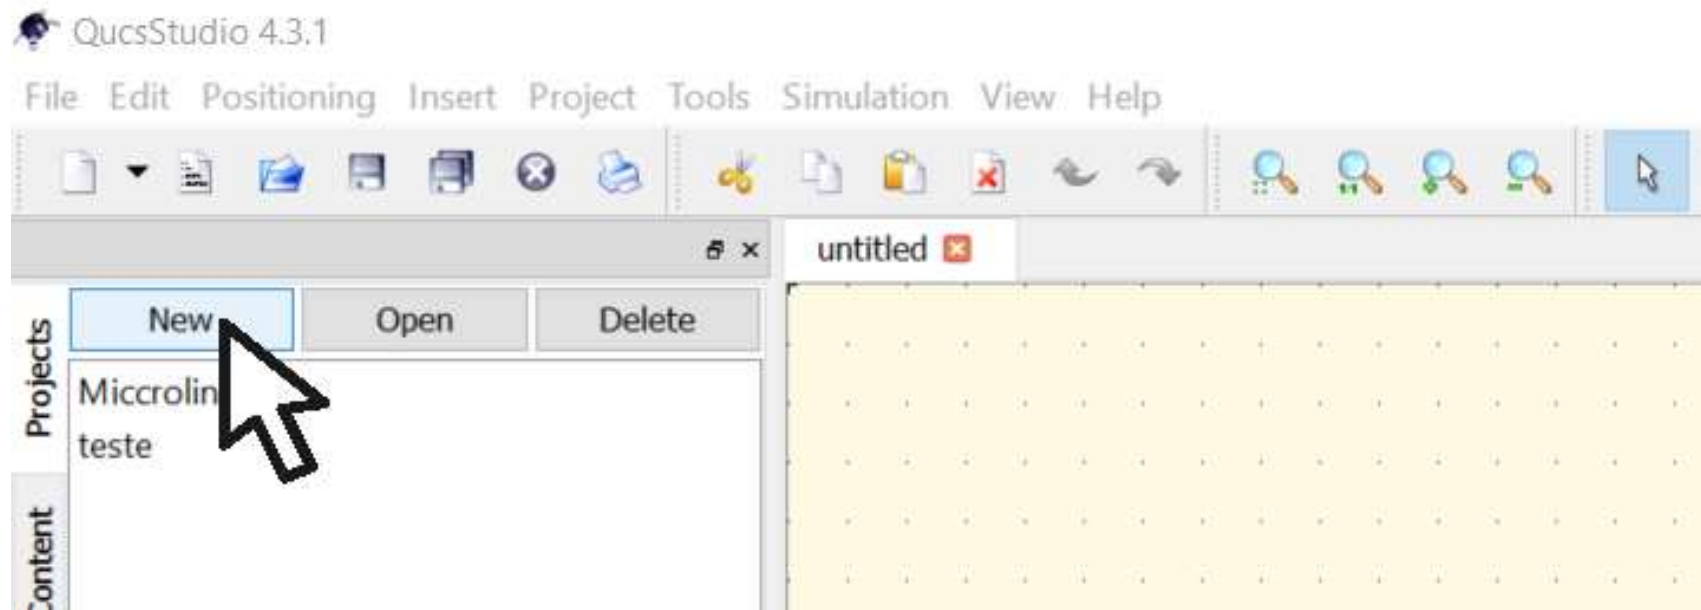 QucsStudio 4.3.1
File Edit Positioning Insert Project Tools Simulation View Help
untitled
New Open Delete
Projects
Miccrolin
teste
Content